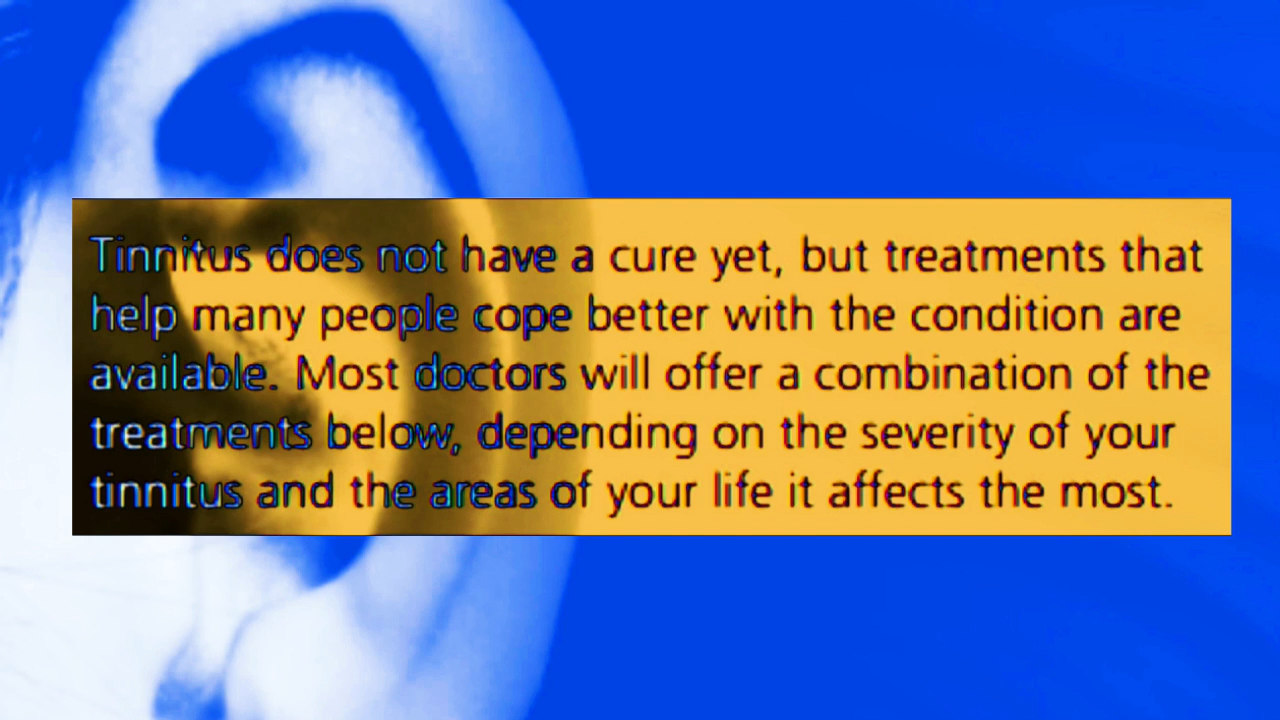 Tinnitus does not have a cure yet, but treatments that
help many people cope better with the condition are
available. Most doctors will offer a combination of the
treatments below, depending on the severity of your
tinnitus and the areas of your life it affects the most.